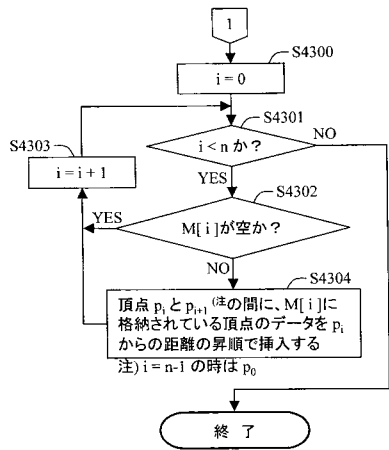 1
S4300
i = 0
S4301
i < n か?
NO
S4303
i = i + 1
YES
S4302
M[ i ]が空か?
YES
NO
S4304
頂点 pi と pi+1 (注の間に、M[ i ]に
格納されている頂点のデータを pi
からの距離の昇順で挿入する
注) i = n-1 の時は p0
終 了